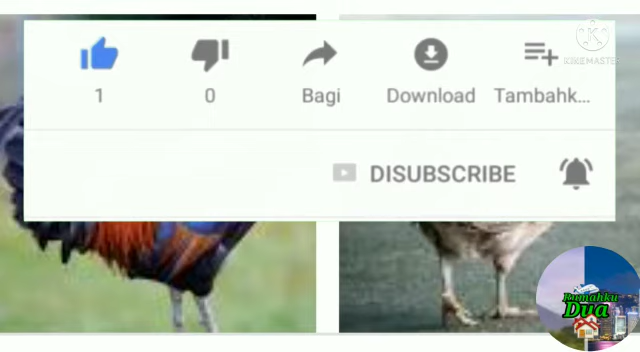 1 0 Bagi Download Tambahk...
KINEMASTER
DISUBSCRIBE
Rumahku
Dua